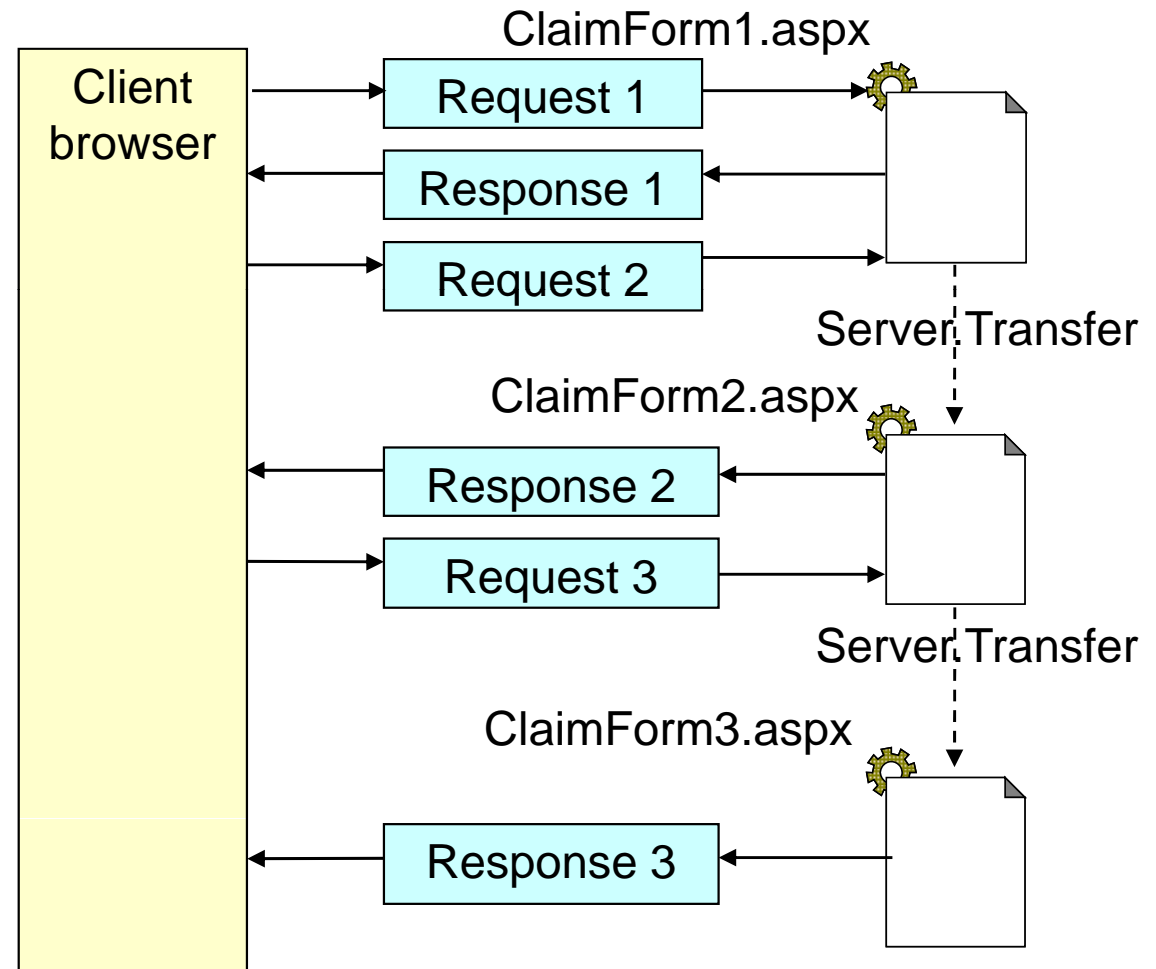 ClaimForm1.aspx
Client
browser
Request 1
Response 1
Request 2
Server.Transfer
ClaimForm2.aspx
Response 2
Request 3
Server.Transfer
ClaimForm3.aspx
Response 3